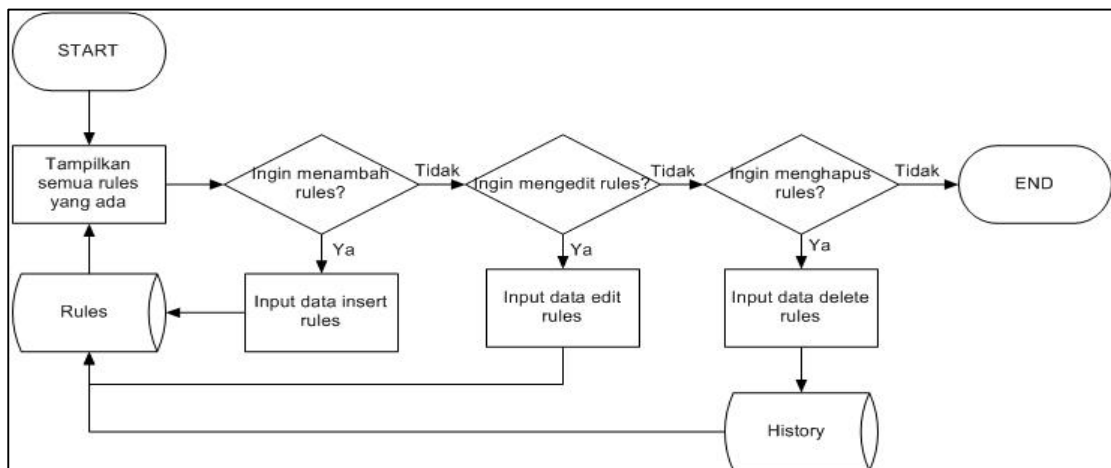 START
Tampilkan
semua rules
yang ada
Ingin menambah
rules?
Tidak
Ingin mengedit rules?
Tidak
Ingin menghapus
rules?
Tidak
END
Ya
Ya
Ya
Rules
Input data insert
rules
Input data edit
rules
Input data delete
rules
History